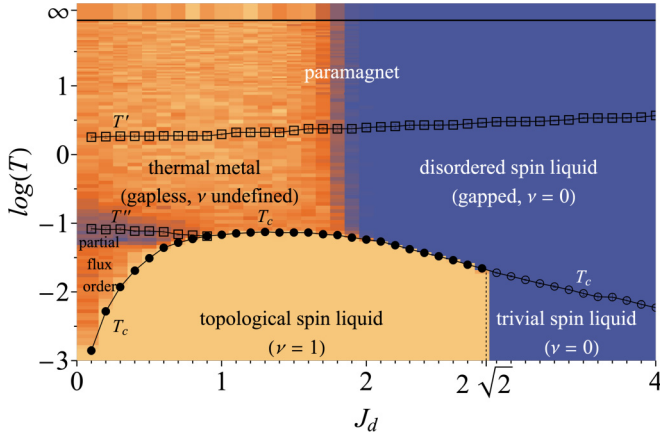 ∞
paramagnet
1
T′
0
log(T)
thermal metal
(gapless, ν undefined)
disordered spin liquid
(gapped, ν = 0)
-1
T″
T_c
partial
flux
order
-2
T_c
T_c
topological spin liquid
(ν = 1)
trivial spin liquid
(ν = 0)
-3
0 1 2 2√2 4
J_d